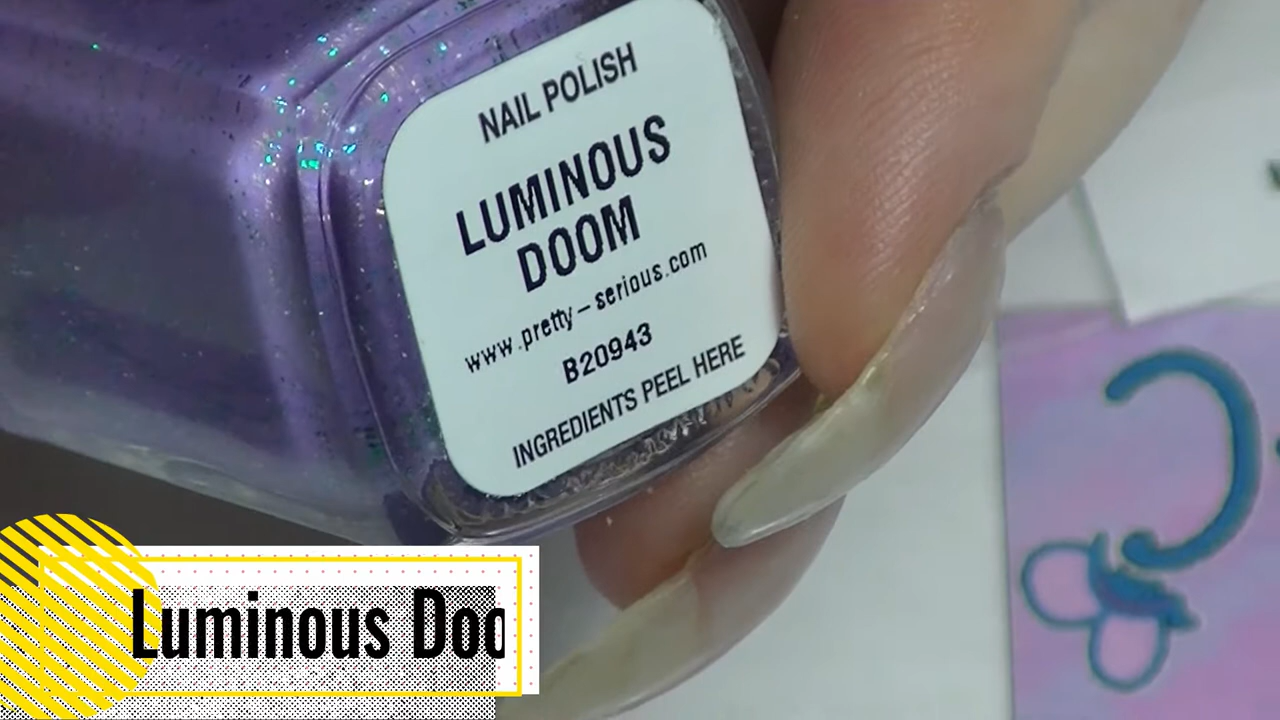 NAIL POLISH
LUMINOUS
DOOM
www.pretty-serious.com
B20943
INGREDIENTS PEEL HERE
Luminous Doo